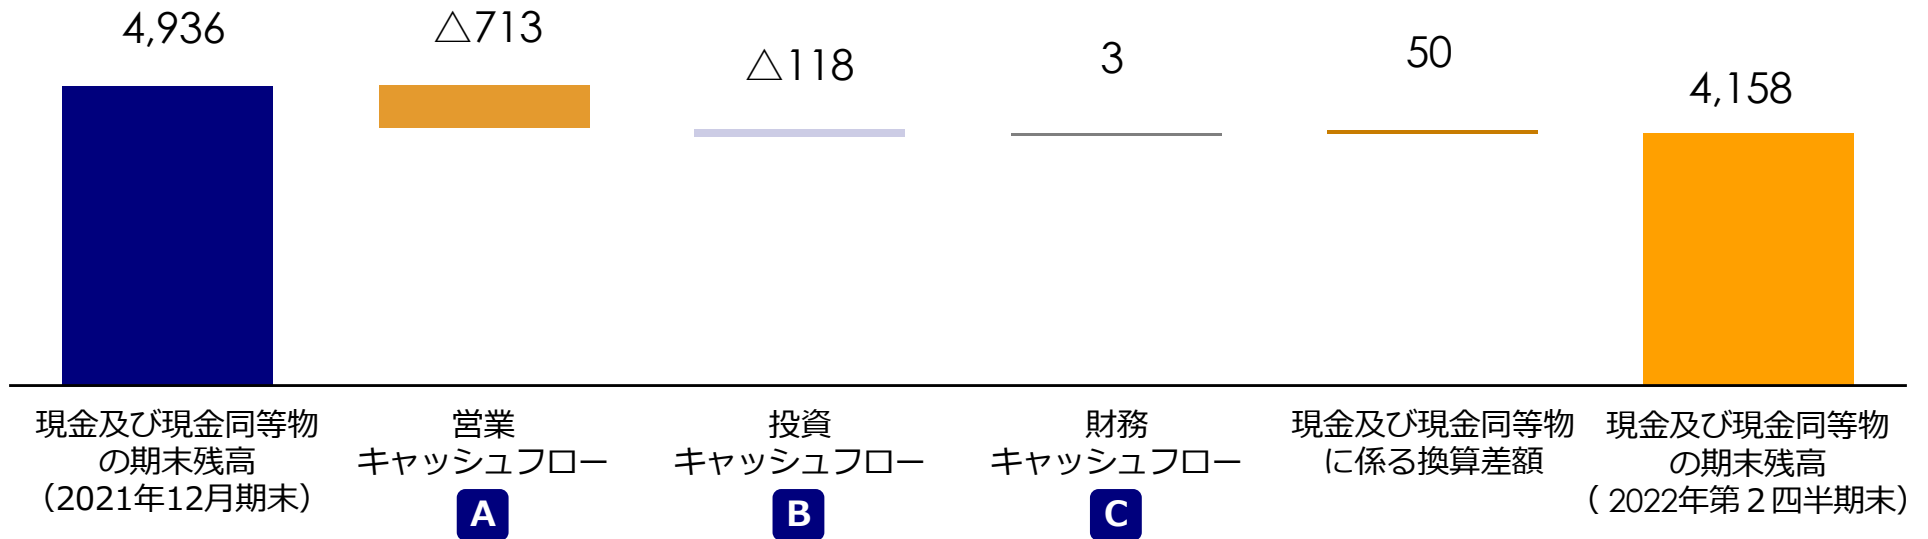 4,936
△713
△118
3
50
4,158
現金及び現金同等物
の期末残高
（2021年12月期末）
営業
キャッシュフロー
A
投資
キャッシュフロー
B
財務
キャッシュフロー
C
現金及び現金同等物
に係る換算差額
現金及び現金同等物
の期末残高
（ 2022年第２四半期末）